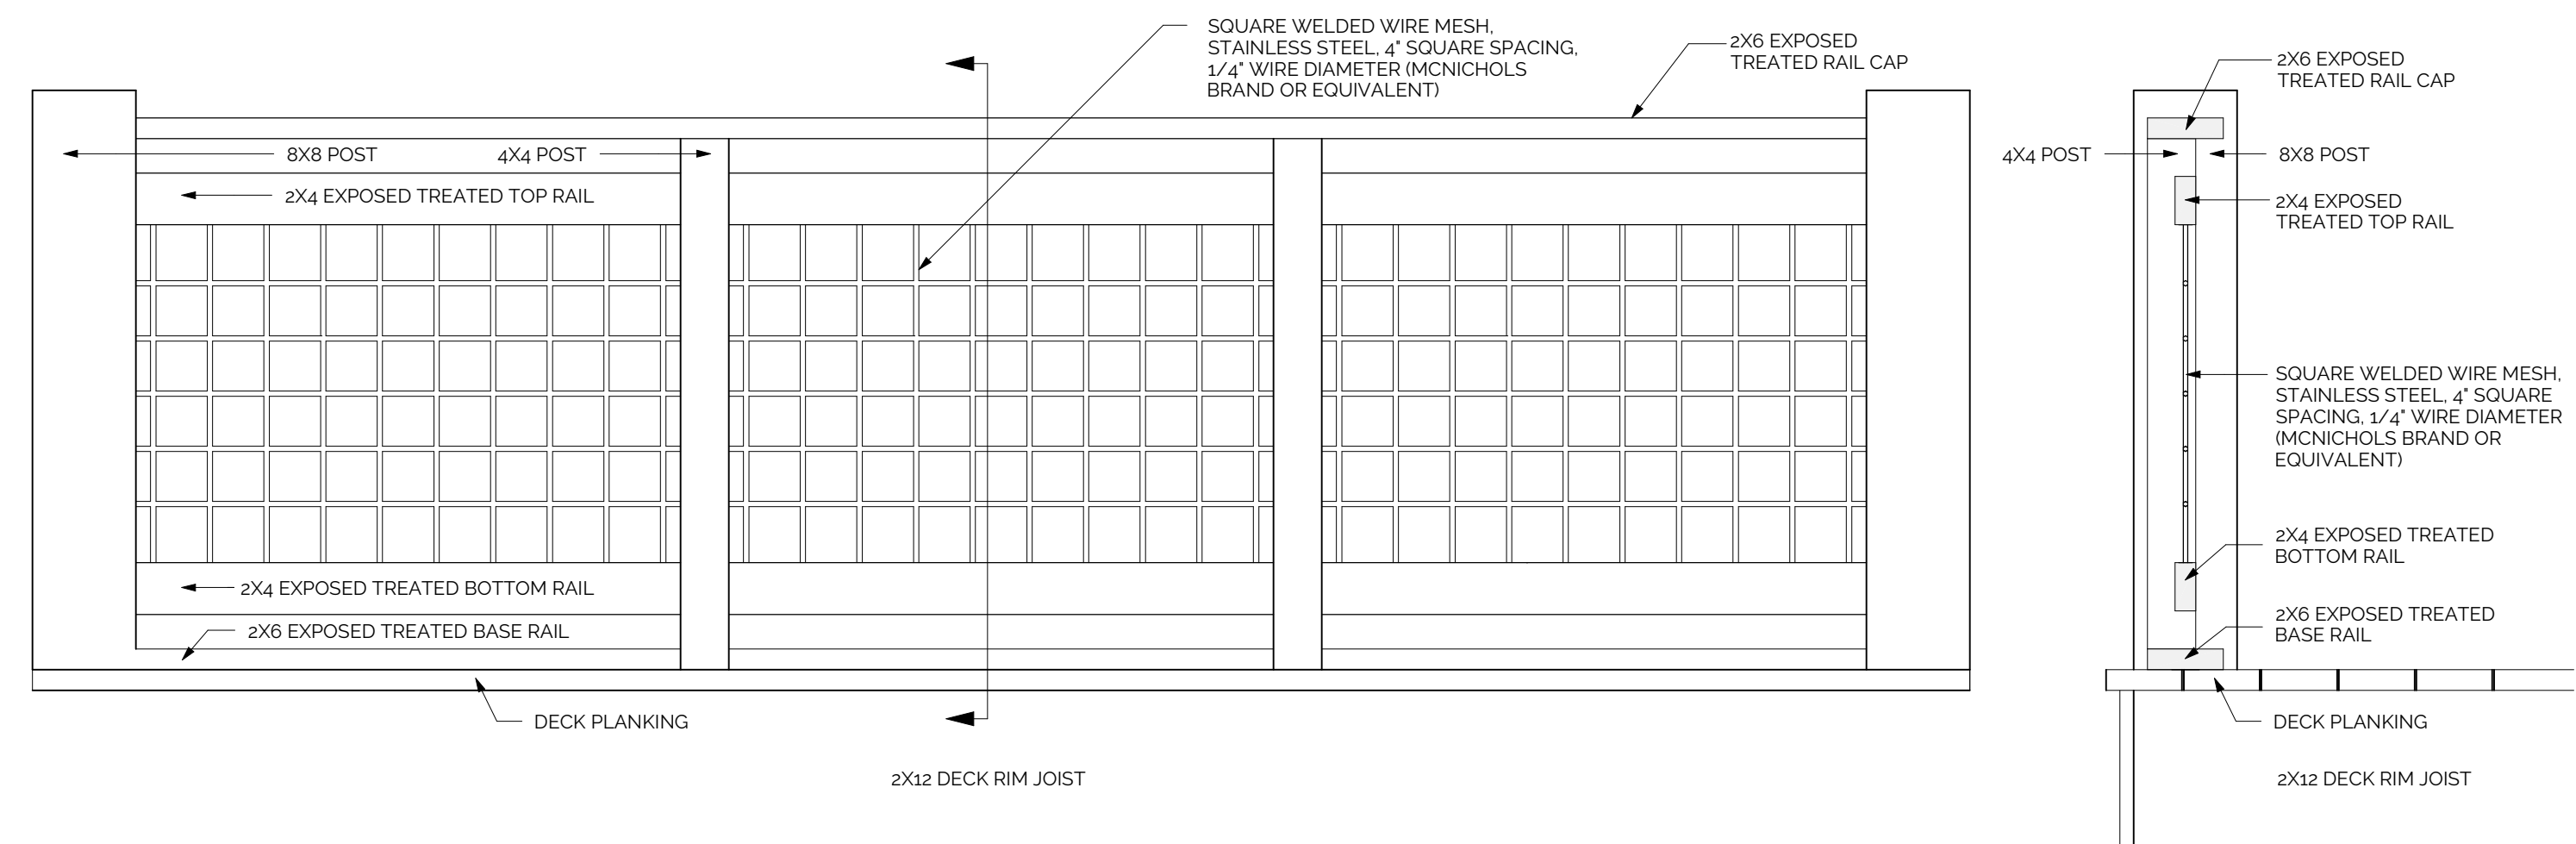 SQUARE WELDED WIRE MESH,
STAINLESS STEEL, 4" SQUARE SPACING,
1/4" WIRE DIAMETER (MCNICHOLS
BRAND OR EQUIVALENT)
2X6 EXPOSED
TREATED RAIL CAP
8X8 POST
4X4 POST
2X4 EXPOSED TREATED TOP RAIL
2X4 EXPOSED TREATED BOTTOM RAIL
2X6 EXPOSED TREATED BASE RAIL
DECK PLANKING
2X12 DECK RIM JOIST
2X6 EXPOSED
TREATED RAIL CAP
4X4 POST
8X8 POST
2X4 EXPOSED
TREATED TOP RAIL
SQUARE WELDED WIRE MESH,
STAINLESS STEEL, 4" SQUARE
SPACING, 1/4" WIRE DIAMETER
(MCNICHOLS BRAND OR
EQUIVALENT)
2X4 EXPOSED TREATED
BOTTOM RAIL
2X6 EXPOSED TREATED
BASE RAIL
DECK PLANKING
2X12 DECK RIM JOIST